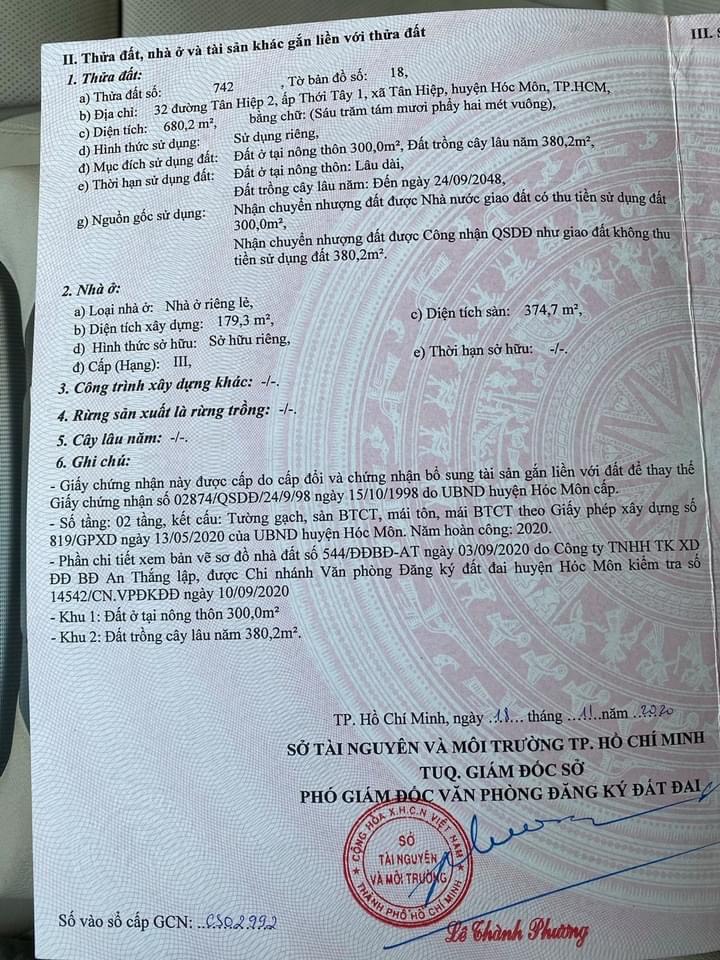 II. Thửa đất, nhà ở và tài sản khác gắn liền với thửa đất
III. S
1. Thửa đất:
a) Thửa đất số: 742 , Tờ bản đồ số: 18,
b) Địa chỉ: 32 đường Tân Hiệp 2, ấp Thới Tây 1, xã Tân Hiệp, huyện Hóc Môn, TP.HCM,
c) Diện tích: 680,2 m², bằng chữ: (Sáu trăm tám mươi phẩy hai mét vuông),
d) Hình thức sử dụng: Sử dụng riêng,
đ) Mục đích sử dụng đất: Đất ở tại nông thôn 300,0m², Đất trồng cây lâu năm 380,2m²,
e) Thời hạn sử dụng đất: Đất ở tại nông thôn: Lâu dài,
Đất trồng cây lâu năm: Đến ngày 24/09/2048,
g) Nguồn gốc sử dụng: Nhận chuyển nhượng đất được Nhà nước giao đất có thu tiền sử dụng đất
300,0m²,
Nhận chuyển nhượng đất được Công nhận QSDĐ như giao đất không thu
tiền sử dụng đất 380,2m².
2. Nhà ở:
a) Loại nhà ở: Nhà ở riêng lẻ,
b) Diện tích xây dựng: 179,3 m², c) Diện tích sàn: 374,7 m²,
d) Hình thức sở hữu: Sở hữu riêng,
đ) Cấp (Hạng): III, e) Thời hạn sở hữu: -/-.
3. Công trình xây dựng khác: -/-.
4. Rừng sản xuất là rừng trồng: -/-.
5. Cây lâu năm: -/-.
6. Ghi chú:
- Giấy chứng nhận này được cấp do cấp đổi và chứng nhận bổ sung tài sản gắn liền với đất để thay thế
Giấy chứng nhận số 02874/QSDĐ/24/9/98 ngày 15/10/1998 do UBND huyện Hóc Môn cấp.
- Số tầng: 02 tầng, kết cấu: Tường gạch, sàn BTCT, mái tôn, mái BTCT theo Giấy phép xây dựng số
819/GPXD ngày 13/05/2020 của UBND huyện Hóc Môn. Năm hoàn công: 2020.
- Phần chi tiết xem bản vẽ sơ đồ nhà đất số 544/ĐĐBĐ-AT ngày 03/09/2020 do Công ty TNHH TK XD
ĐĐ BĐ An Thắng lập, được Chi nhánh Văn phòng Đăng ký đất đai huyện Hóc Môn kiểm tra số
14542/CN.VPĐKĐĐ ngày 10/09/2020
- Khu 1: Đất ở tại nông thôn 300,0m²
- Khu 2: Đất trồng cây lâu năm 380,2m².
TP. Hồ Chí Minh, ngày ..18... tháng ...11...năm ..2020
SỞ TÀI NGUYÊN VÀ MÔI TRƯỜNG TP. HỒ CHÍ MINH
TUQ. GIÁM ĐỐC SỞ
PHÓ GIÁM ĐỐC VĂN PHÒNG ĐĂNG KÝ ĐẤT ĐAI
CỘNG HÒA X.H.C.N VIỆT NAM
SỞ
TÀI NGUYÊN
VÀ MÔI TRƯỜNG
THÀNH PHỐ HỒ CHÍ MINH
Số vào sổ cấp GCN: ..CS02992
Lê Thành Phương